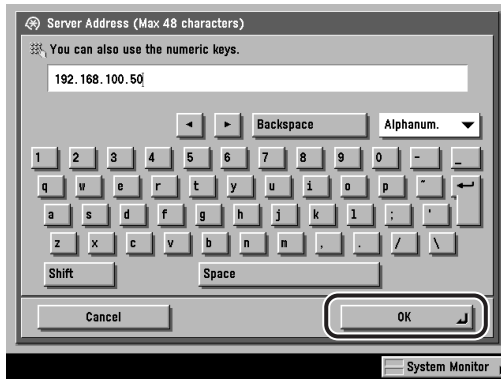 Server Address (Max 48 characters)
You can also use the numeric keys.
192.168.100.50
◄ ► Backspace Alphanum. ▼
1 2 3 4 5 6 7 8 9 0 - _
q w e r t y u i o p ~
a s d f g h j k l ; '
z x c v b n m , . / \
Shift Space
Cancel OK
System Monitor